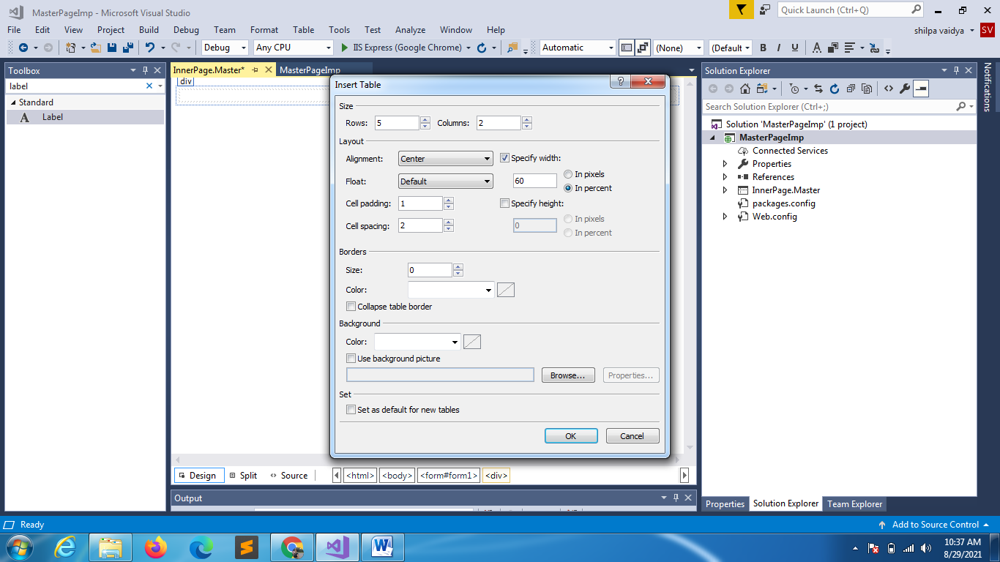 MasterPageImp - Microsoft Visual Studio
Quick Launch (Ctrl+Q)
File Edit View Project Build Debug Team Format Table Tools Test Analyze Window Help
shilpa vaidya SV
Debug Any CPU IIS Express (Google Chrome) Automatic (None) (Default B I U A
Toolbox
label
Standard
A Label
InnerPage.Master* MasterPageImp
div
Insert Table
?
Size
Rows: 5 Columns: 2
Layout
Alignment: Center Specify width:
Float: Default 60 In pixels
In percent
Cell padding: 1 Specify height:
Cell spacing: 2 0 In pixels
In percent
Borders
Size: 0
Color:
Collapse table border
Background
Color:
Use background picture
Browse... Properties...
Set
Set as default for new tables
OK Cancel
Design Split Source <html> <body> <form#form1> <div>
Output
Solution Explorer
Search Solution Explorer (Ctrl+;)
Solution 'MasterPageImp' (1 project)
MasterPageImp
Connected Services
Properties
References
InnerPage.Master
packages.config
Web.config
Properties Solution Explorer Team Explorer
Notifications
Ready Add to Source Control
10:37 AM
8/29/2021